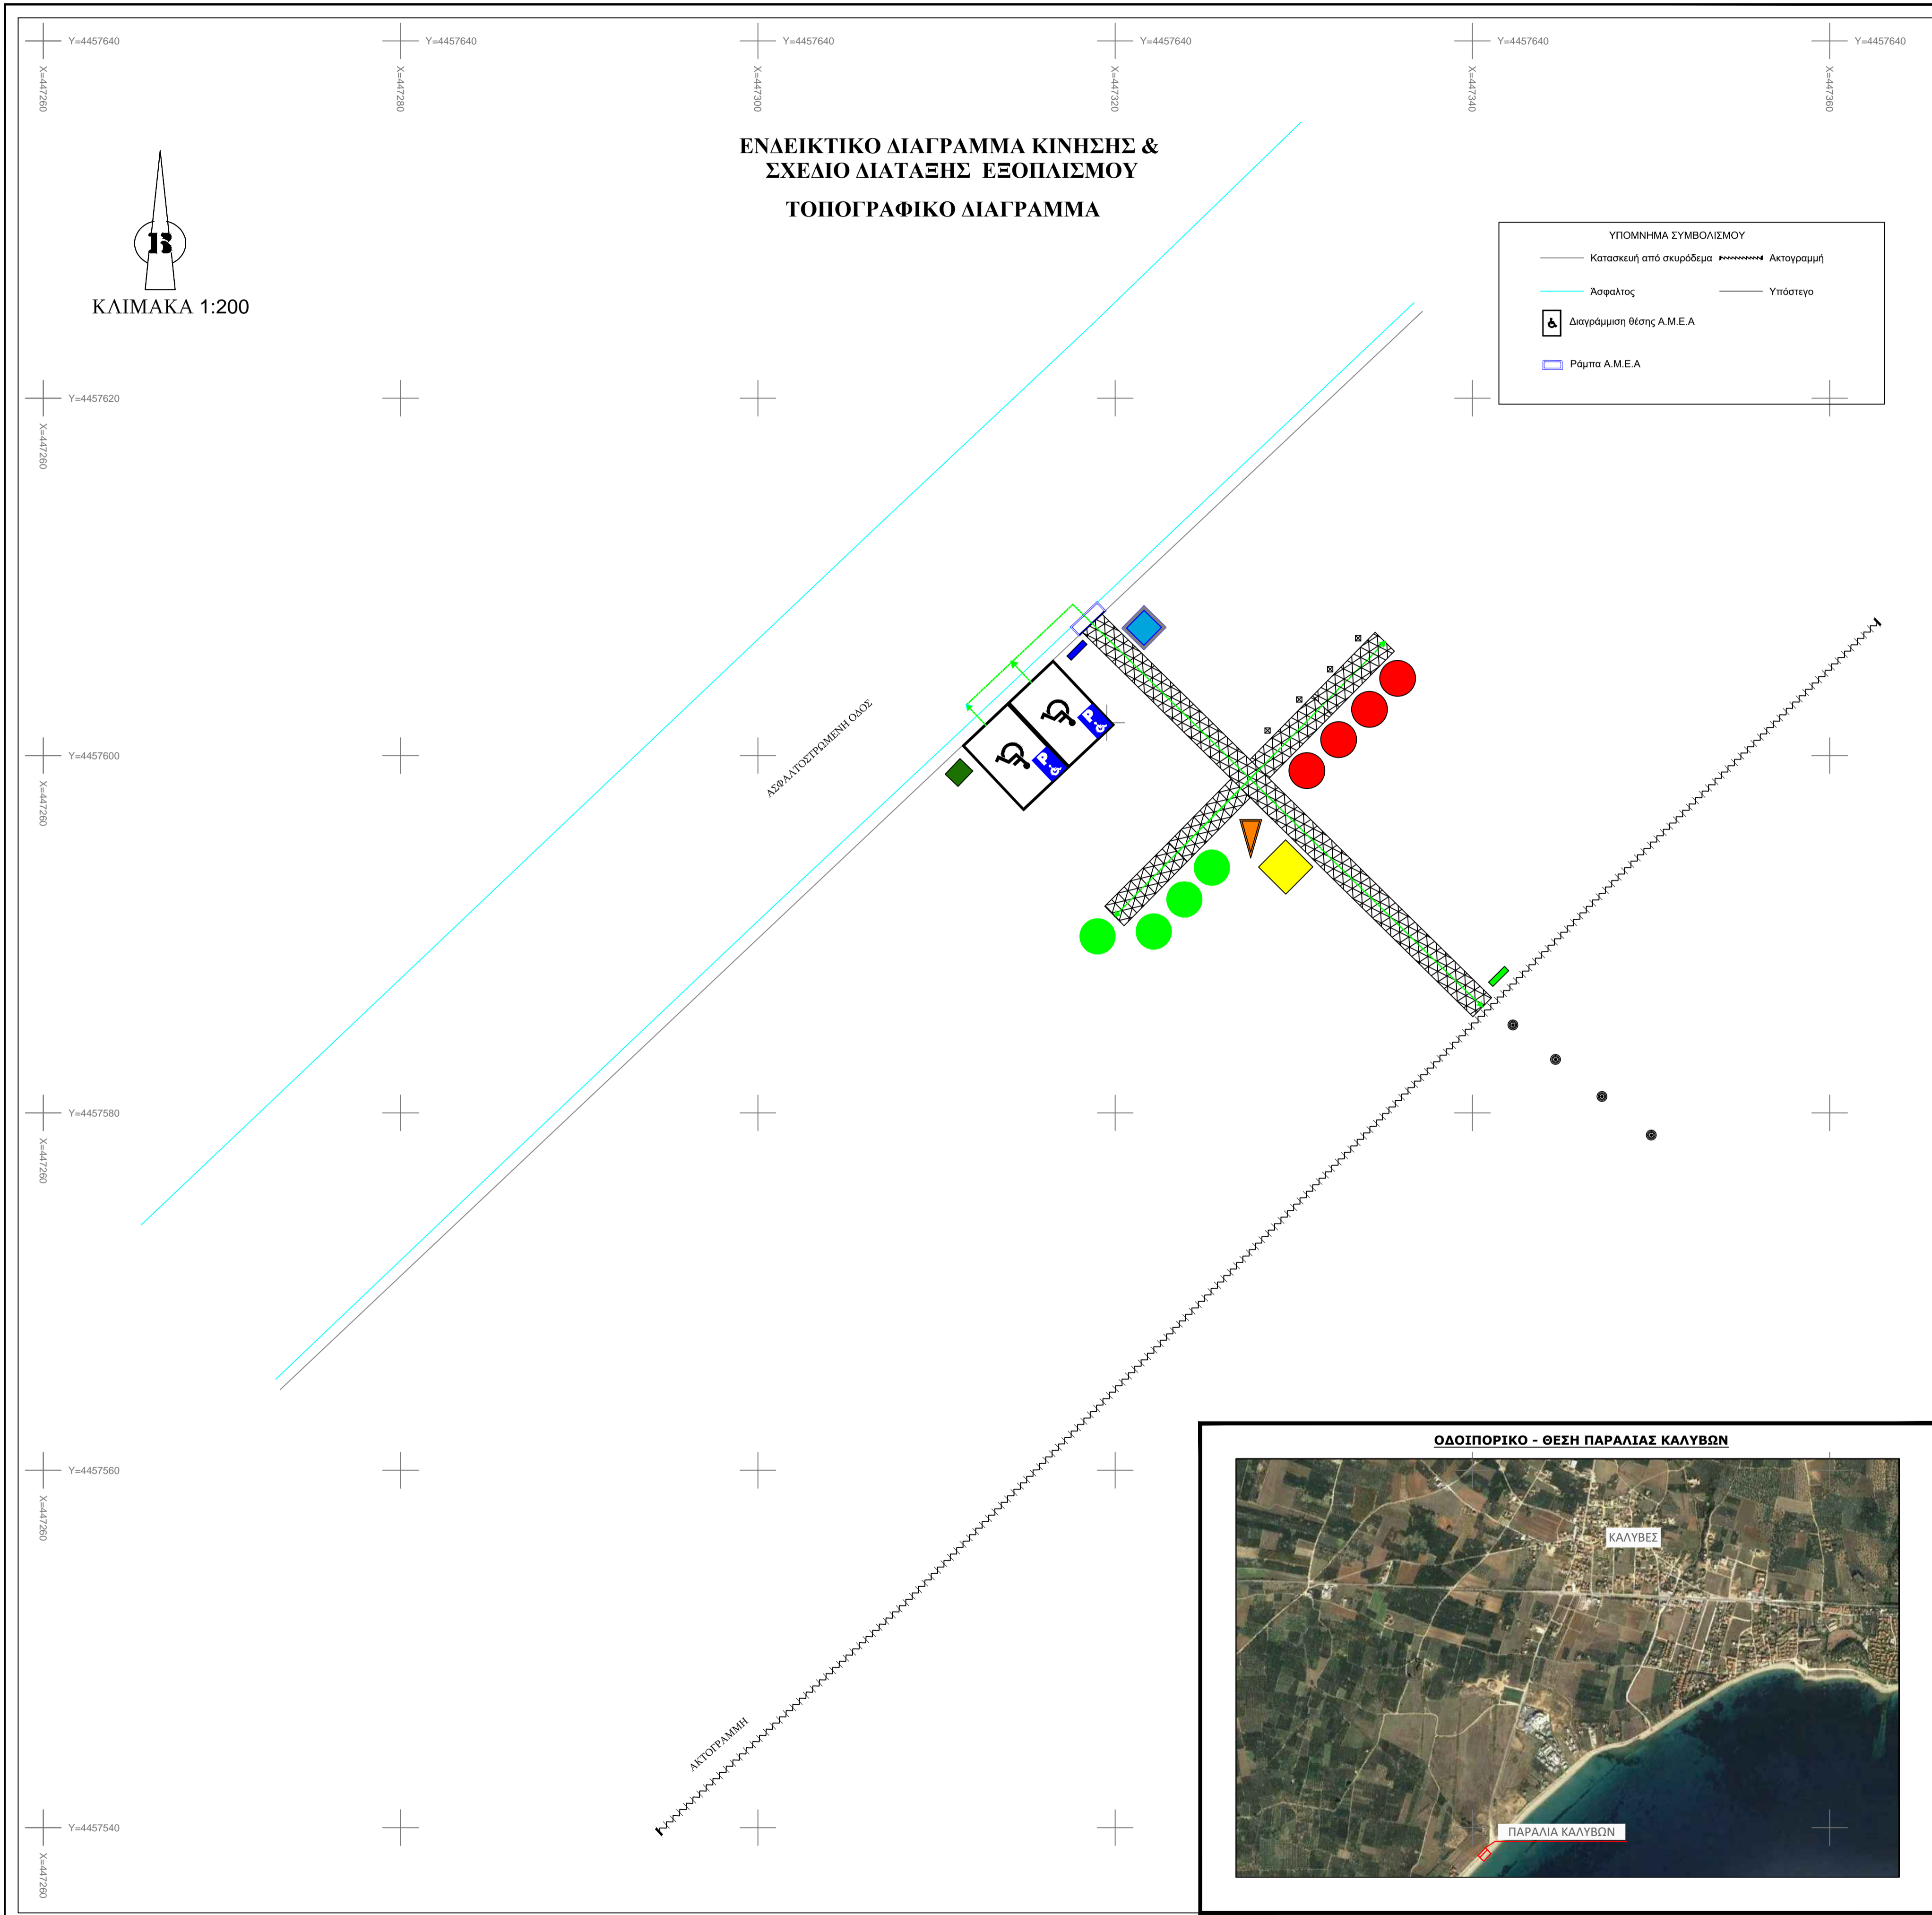 Y=4457640
Y=4457640
Y=4457640
Y=4457640
Y=4457640
Y=4457640
X=447260
X=447280
X=447300
X=447320
X=447340
X=447360
ΕΝΔΕΙΚΤΙΚΟ ΔΙΑΓΡΑΜΜΑ ΚΙΝΗΣΗΣ &
ΣΧΕΔΙΟ ΔΙΑΤΑΞΗΣ ΕΞΟΠΛΙΣΜΟΥ
ΤΟΠΟΓΡΑΦΙΚΟ ΔΙΑΓΡΑΜΜΑ
Β
ΚΛΙΜΑΚΑ 1:200
ΥΠΟΜΝΗΜΑ ΣΥΜΒΟΛΙΣΜΟΥ
Κατασκευή από σκυρόδεμα
Ακτογραμμή
Άσφαλτος
Υπόστεγο
Διαγράμμιση θέσης Α.Μ.Ε.Α
Ράμπα Α.Μ.Ε.Α
Y=4457620
X=447260
ΑΣΦΑΛΤΟΣΤΡΩΜΕΝΗ ΟΔΟΣ
P
P
Y=4457600
X=447260
Y=4457580
X=447260
Y=4457560
X=447260
ΑΚΤΟΓΡΑΜΜΗ
Y=4457540
X=447260
ΟΔΟΙΠΟΡΙΚΟ - ΘΕΣΗ ΠΑΡΑΛΙΑΣ ΚΑΛΥΒΩΝ
ΚΑΛΥΒΕΣ
ΠΑΡΑΛΙΑ ΚΑΛΥΒΩΝ